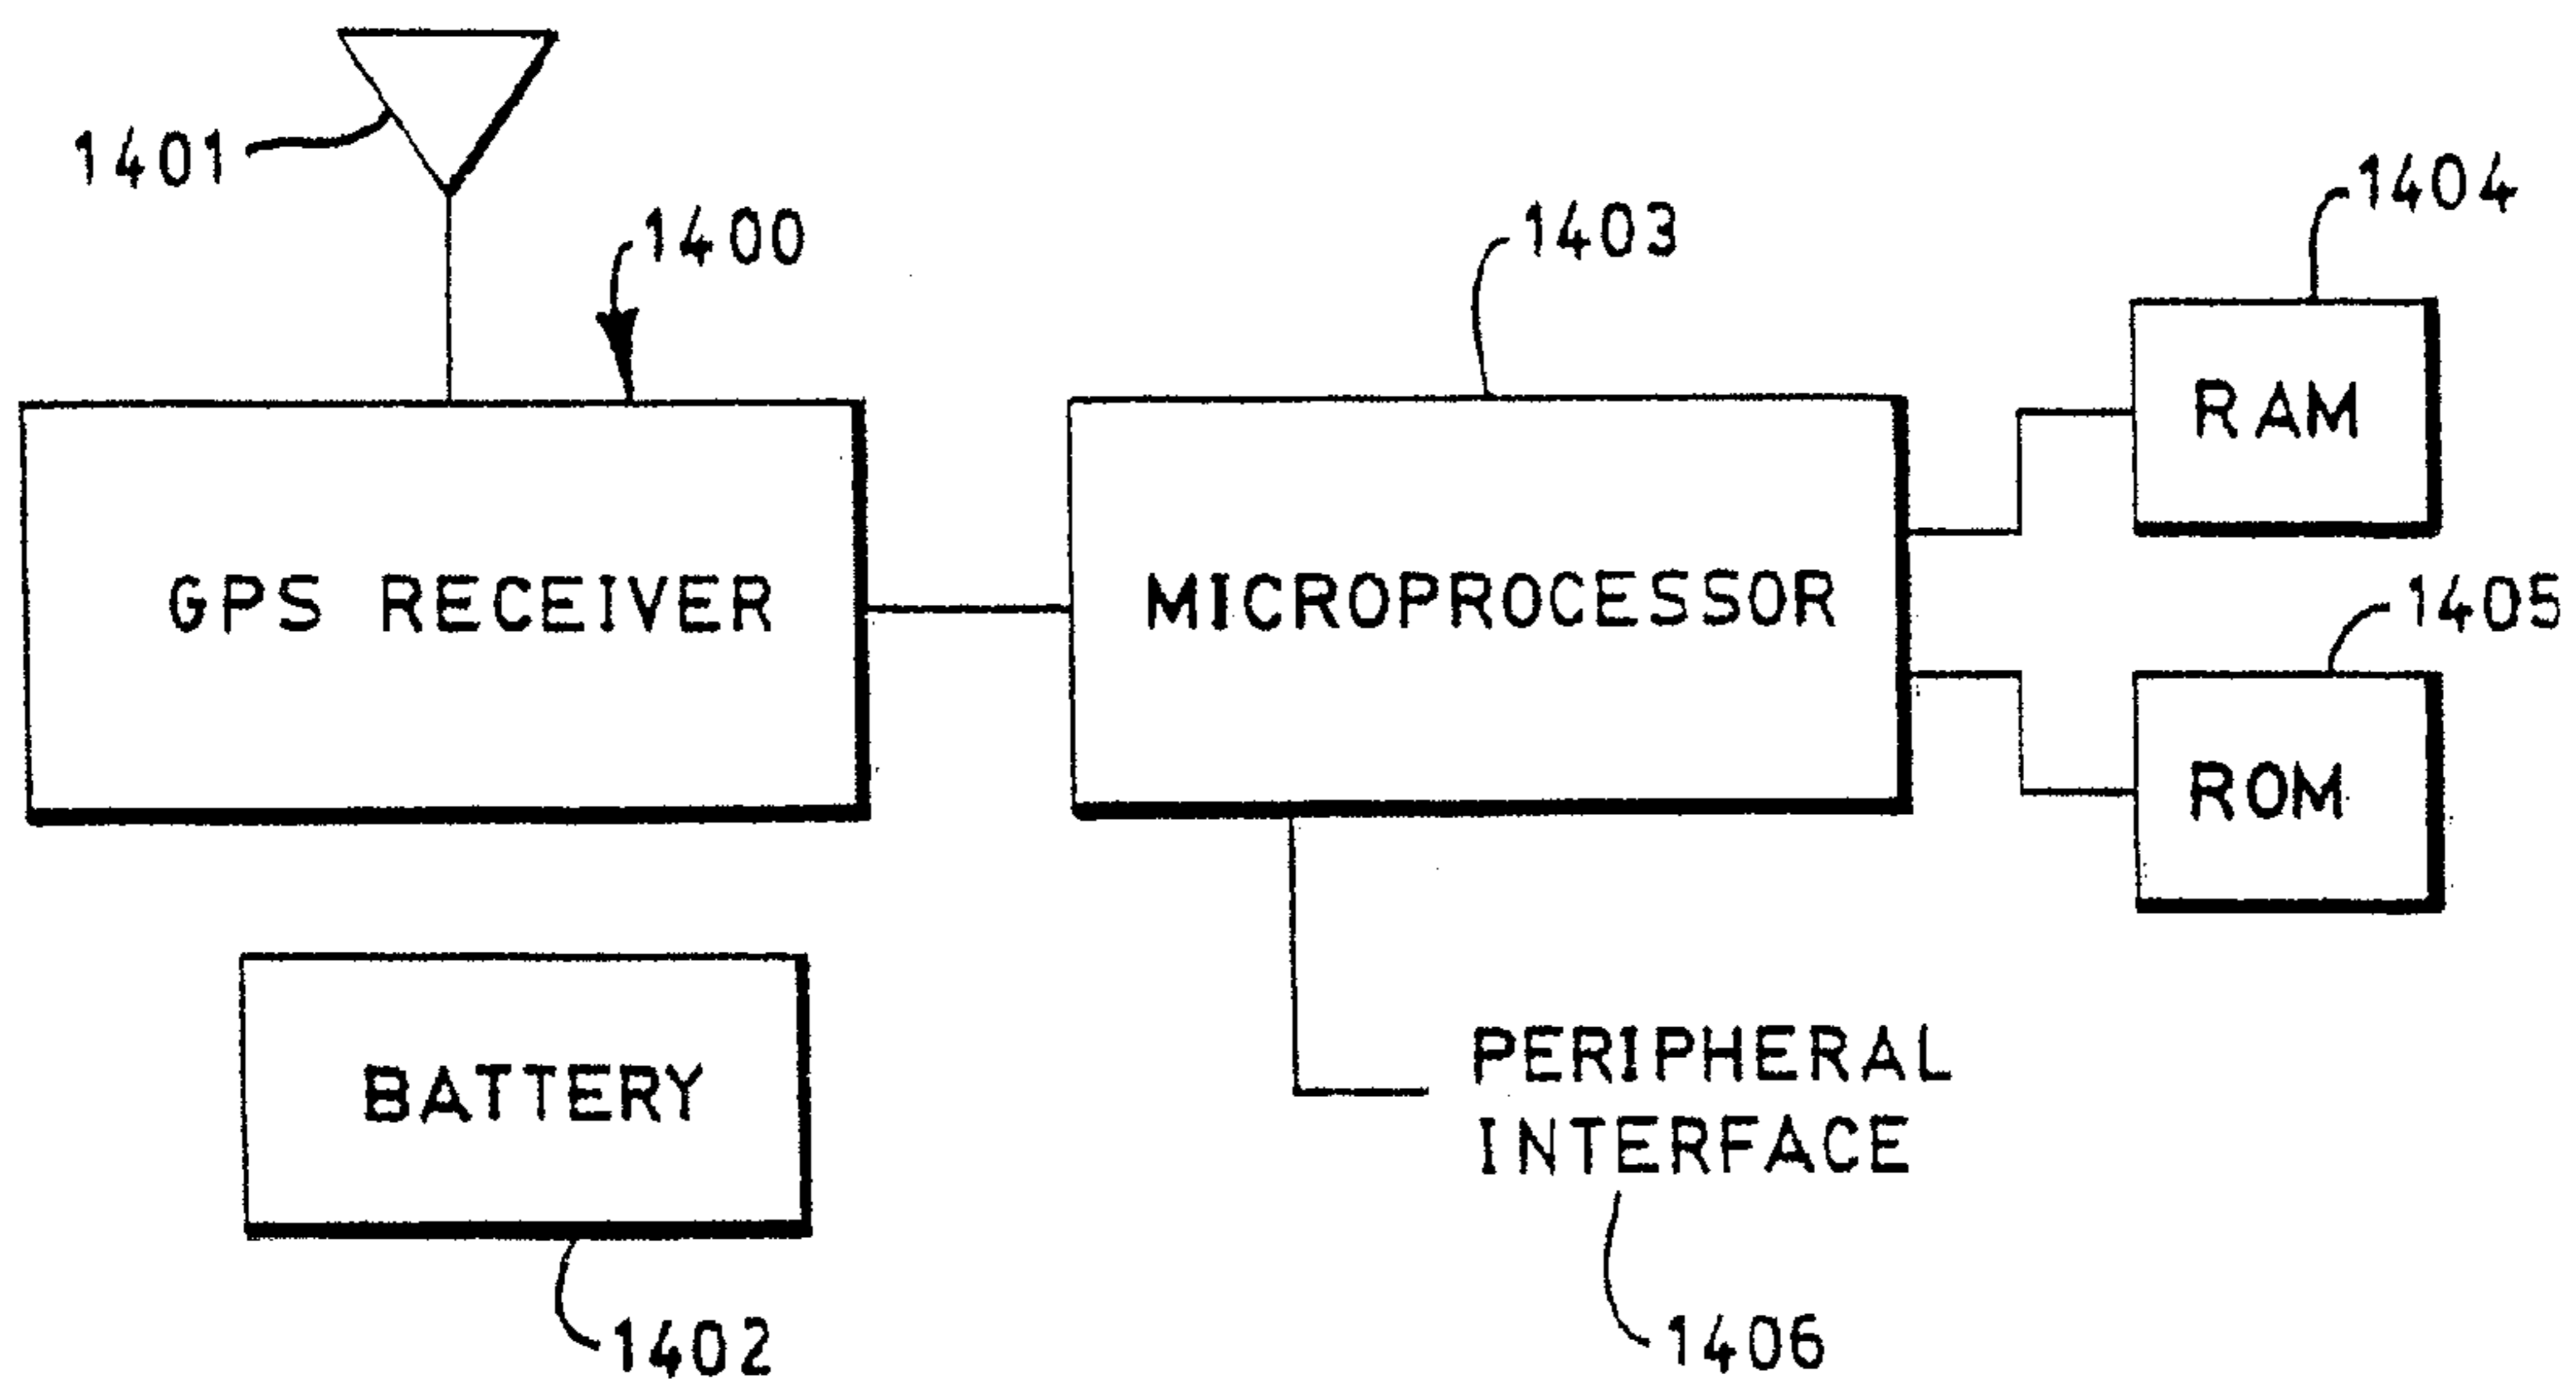 1401
1400
1403
1404
GPS RECEIVER
MICROPROCESSOR
RAM
1405
ROM
BATTERY
PERIPHERAL
INTERFACE
1402
1406